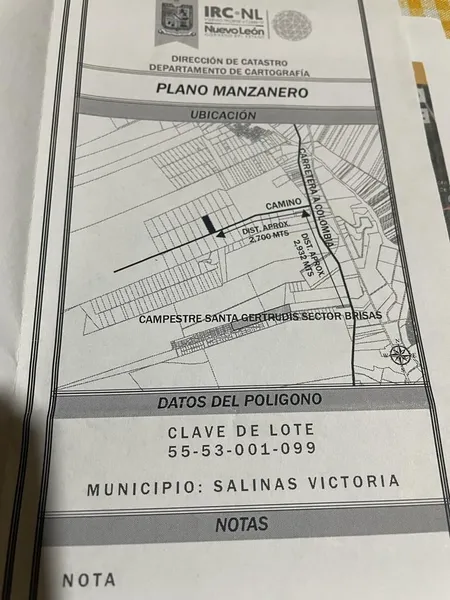 IRCNL
Nuevo León
DIRECCIÓN DE CATASTRO
DEPARTAMENTO DE CARTOGRAFÍA
PLANO MANZANERO
UBICACIÓN
CARRETERA A COLOMBIA
CAMINO
DIST. APROX.
2,700 MTS
DIST. APROX.
2,932 MTS
CAMPESTRE SANTA GERTRUDIS SECTOR BRISAS
N
DATOS DEL POLIGONO
CLAVE DE LOTE
55-53-001-099
MUNICIPIO: SALINAS VICTORIA
NOTAS
NOTA